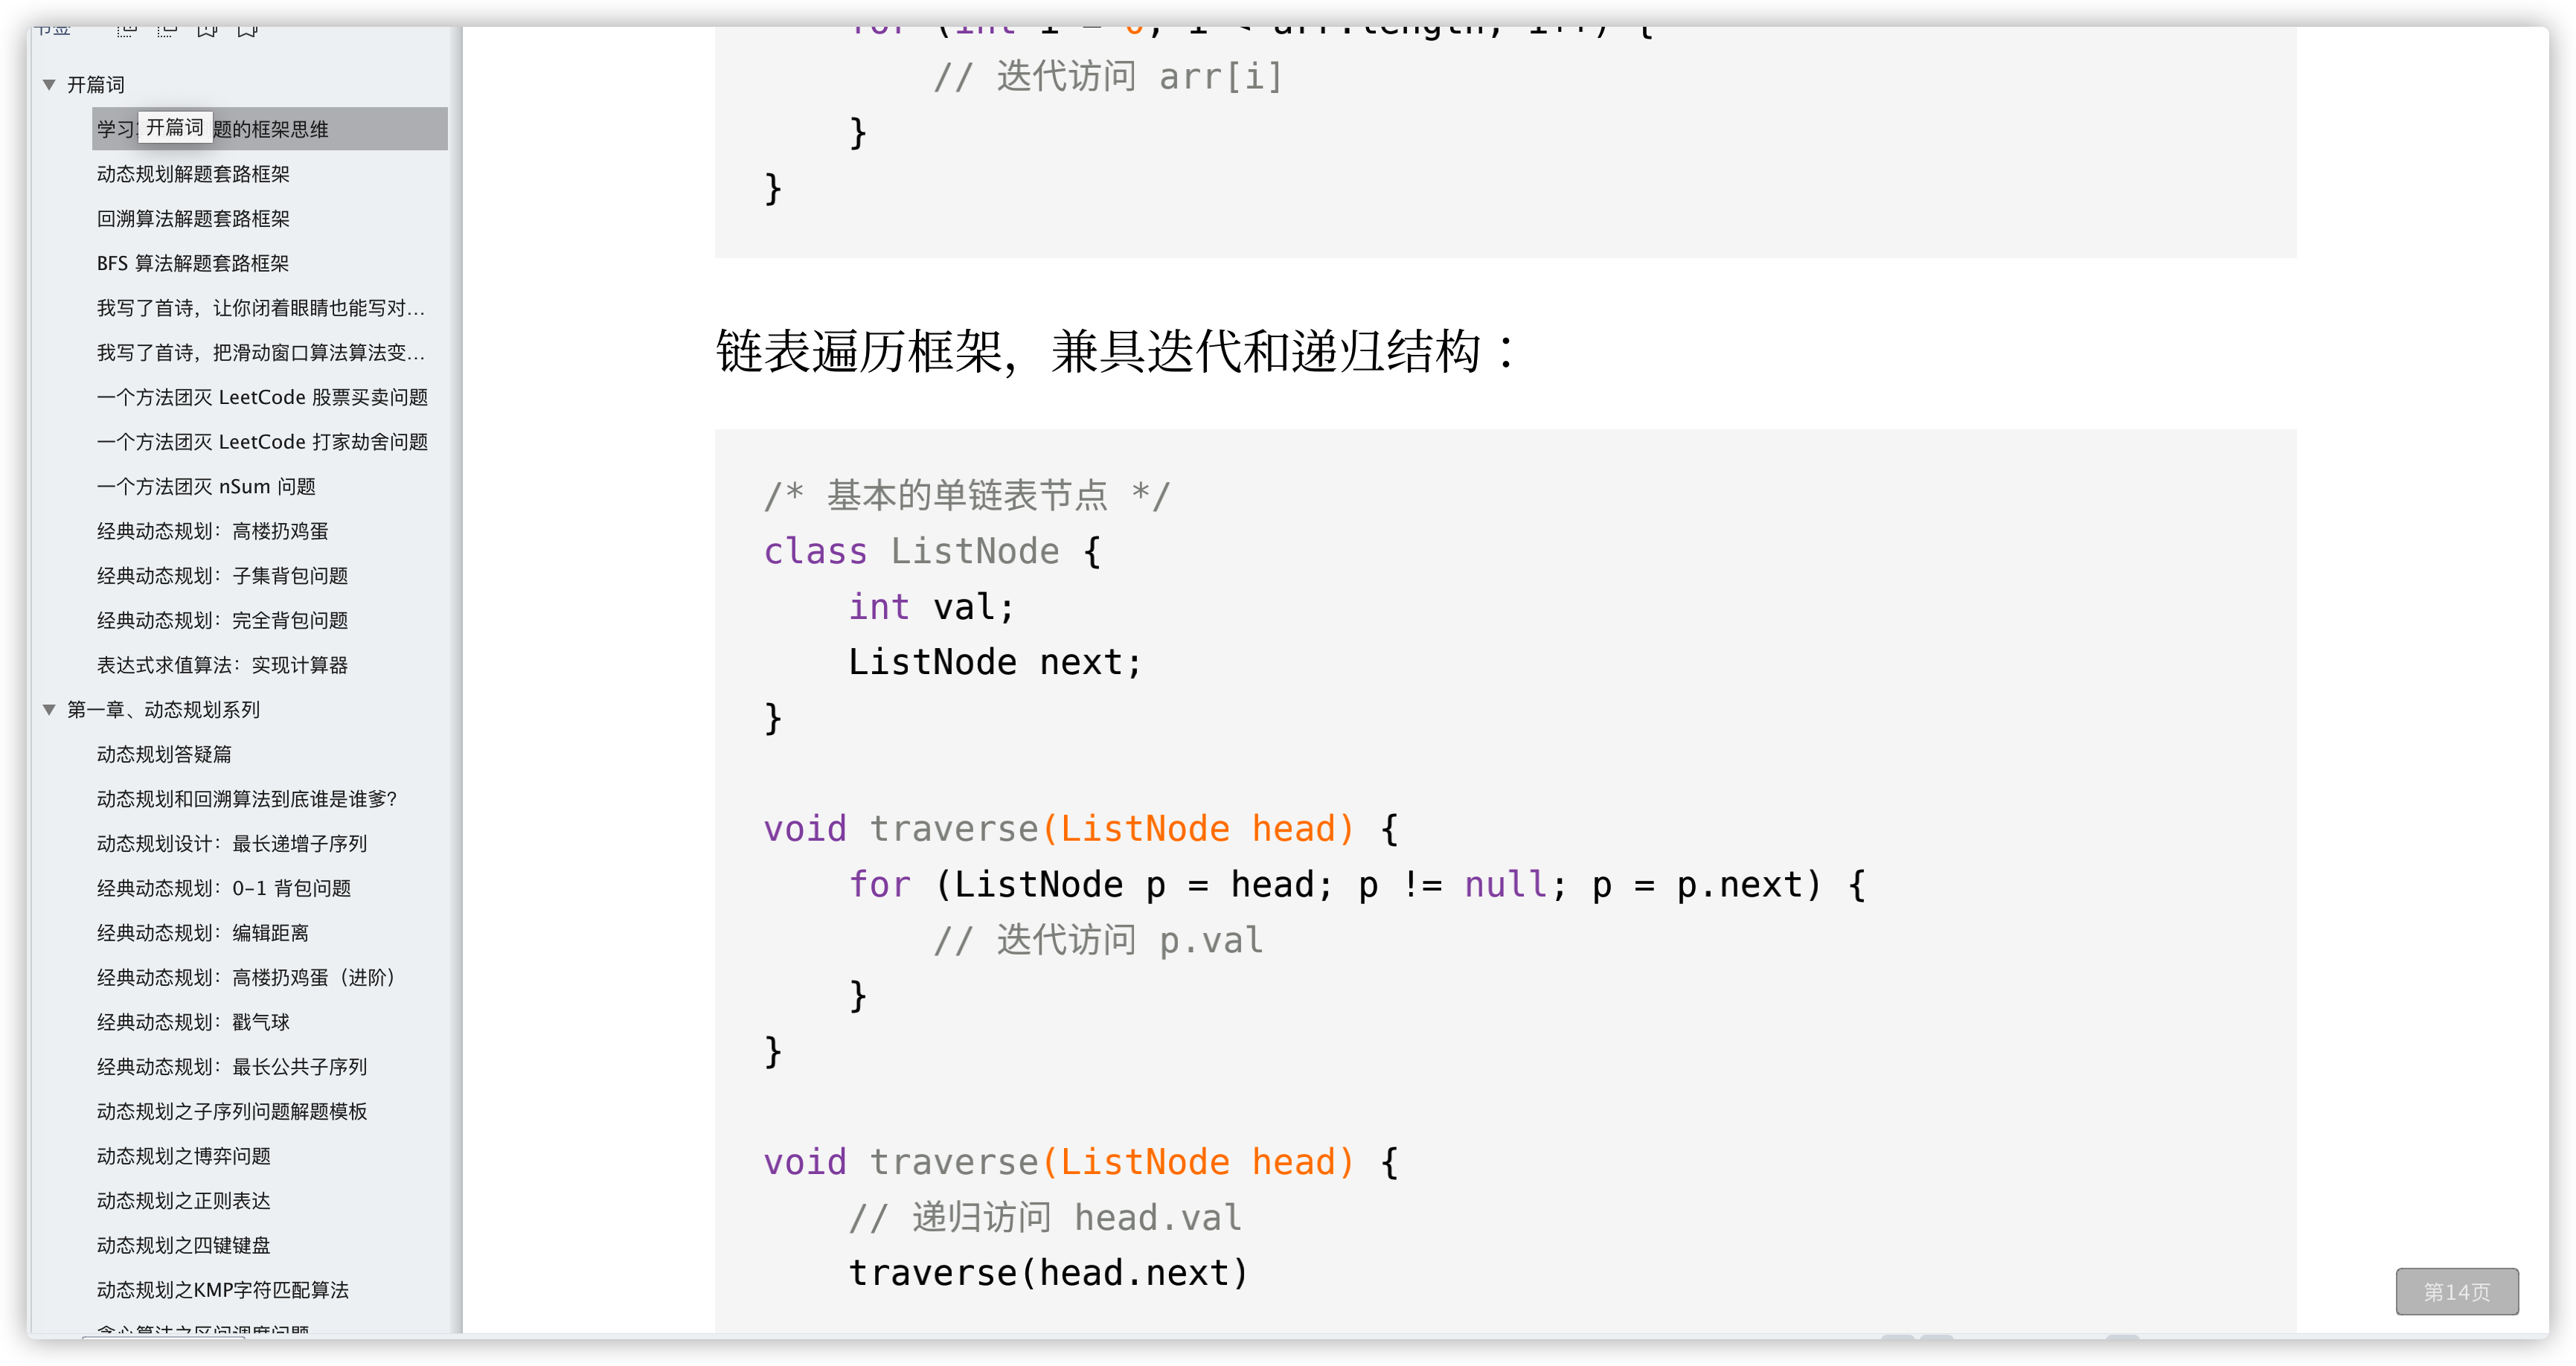 书签
开篇词
学习 题的框架思维
开篇词
动态规划解题套路框架
回溯算法解题套路框架
BFS 算法解题套路框架
我写了首诗，让你闭着眼睛也能写对...
我写了首诗，把滑动窗口算法算法变...
一个方法团灭 LeetCode 股票买卖问题
一个方法团灭 LeetCode 打家劫舍问题
一个方法团灭 nSum 问题
经典动态规划：高楼扔鸡蛋
经典动态规划：子集背包问题
经典动态规划：完全背包问题
表达式求值算法：实现计算器
第一章、动态规划系列
动态规划答疑篇
动态规划和回溯算法到底谁是谁爹?
动态规划设计：最长递增子序列
经典动态规划：0-1 背包问题
经典动态规划：编辑距离
经典动态规划：高楼扔鸡蛋（进阶）
经典动态规划：戳气球
经典动态规划：最长公共子序列
动态规划之子序列问题解题模板
动态规划之博弈问题
动态规划之正则表达
动态规划之四键键盘
动态规划之KMP字符匹配算法
贪心算法之区间调度问题
for (int i = 0; i < arr.length; i++) {
// 迭代访问 arr[i]
}
}
链表遍历框架，兼具迭代和递归结构：
/* 基本的单链表节点 */
class ListNode {
int val;
ListNode next;
}
void traverse(ListNode head) {
for (ListNode p = head; p != null; p = p.next) {
// 迭代访问 p.val
}
}
void traverse(ListNode head) {
// 递归访问 head.val
traverse(head.next)
第14页